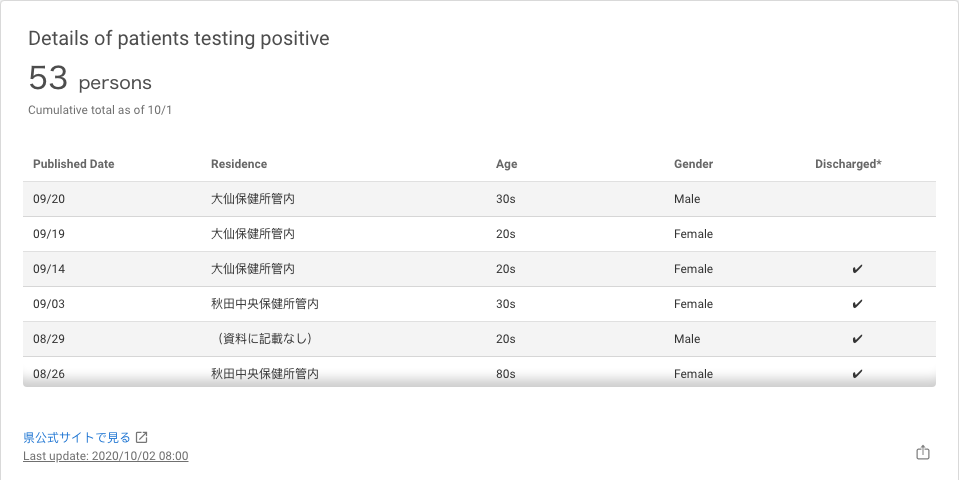 Details of patients testing positive
53 persons
Cumulative total as of 10/1
Published Date Residence Age Gender Discharged*
09/20 大仙保健所管内 30s Male
09/19 大仙保健所管内 20s Female
09/14 大仙保健所管内 20s Female ✔
09/03 秋田中央保健所管内 30s Female ✔
08/29 （資料に記載なし） 20s Male ✔
08/26 秋田中央保健所管内 80s Female ✔
県公式サイトで見る
Last update: 2020/10/02 08:00